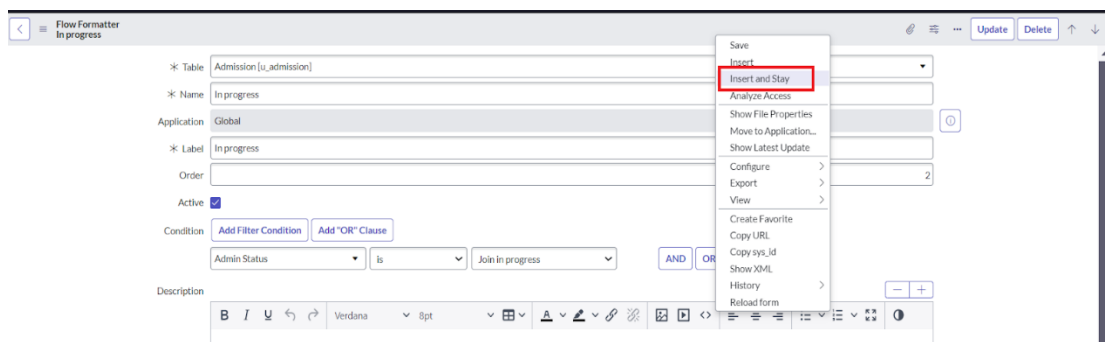 Flow Formatter
In progress
Update
Delete
Table
Admission [u_admission]
Name
In progress
Application
Global
Label
In progress
Order
2
Active
Condition
Add Filter Condition
Add "OR" Clause
Admin Status
is
Join in progress
AND
OR
Description
B I U
Verdana
8pt
A
Save
Insert
Insert and Stay
Analyze Access
Show File Properties
Move to Application...
Show Latest Update
Configure
Export
View
Create Favorite
Copy URL
Copy sys_id
Show XML
History
Reload form